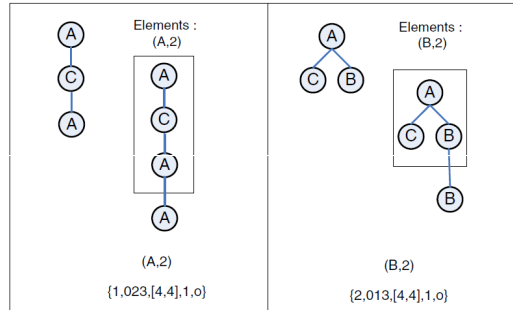 A
C
A
Elements :
(A,2)
A
C
A
A
(A,2)
{1,023,[4,4],1,o}
A
C B
Elements :
(B,2)
A
C B
B
(B,2)
{2,013,[4,4],1,o}